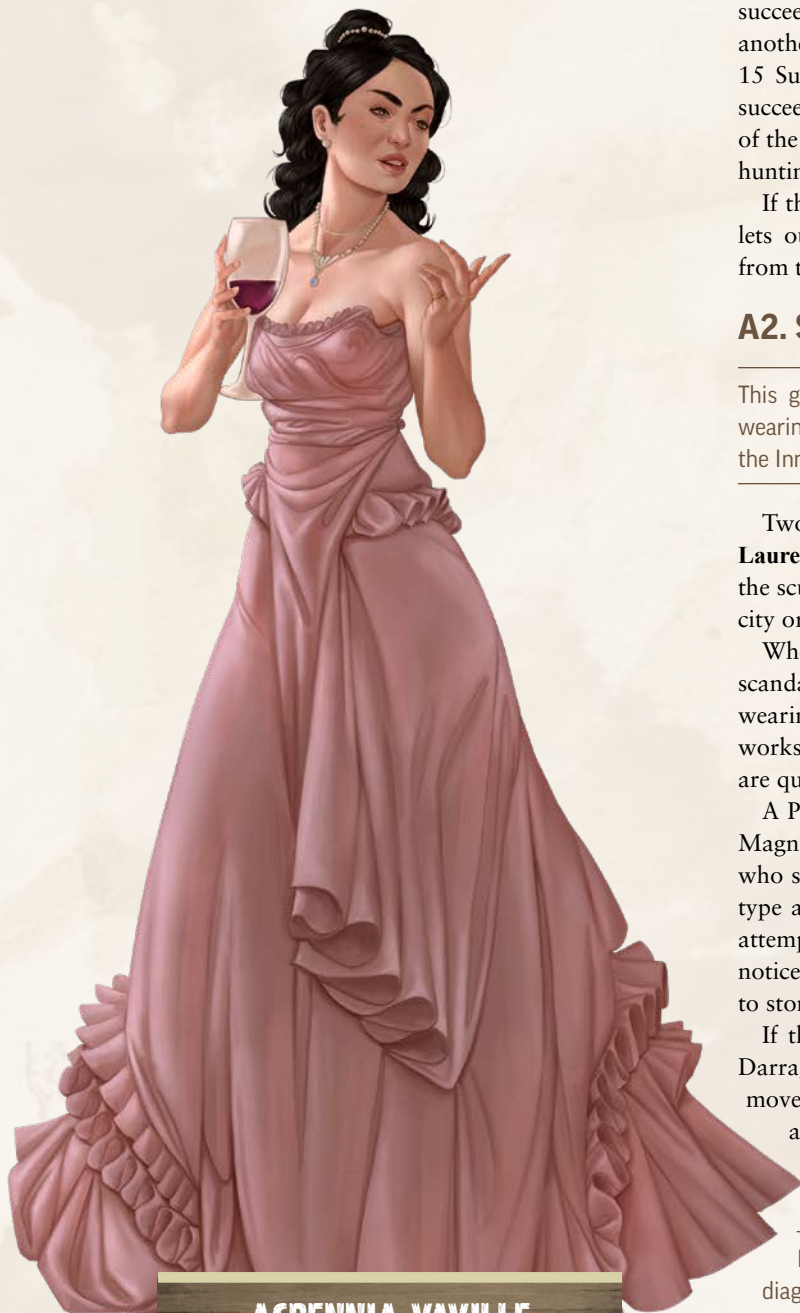 succee
anothe
15 Su
succee
of the
huntin
If th
lets ou
from t
A2. S
This g
wearin
the Inn
Two
Laure
the scu
city or
Wh
scanda
wearin
works
are qu
A P
Magn
who s
type a
attemp
notice
to stor
If th
Darra
move
a
diag
VAVILLE